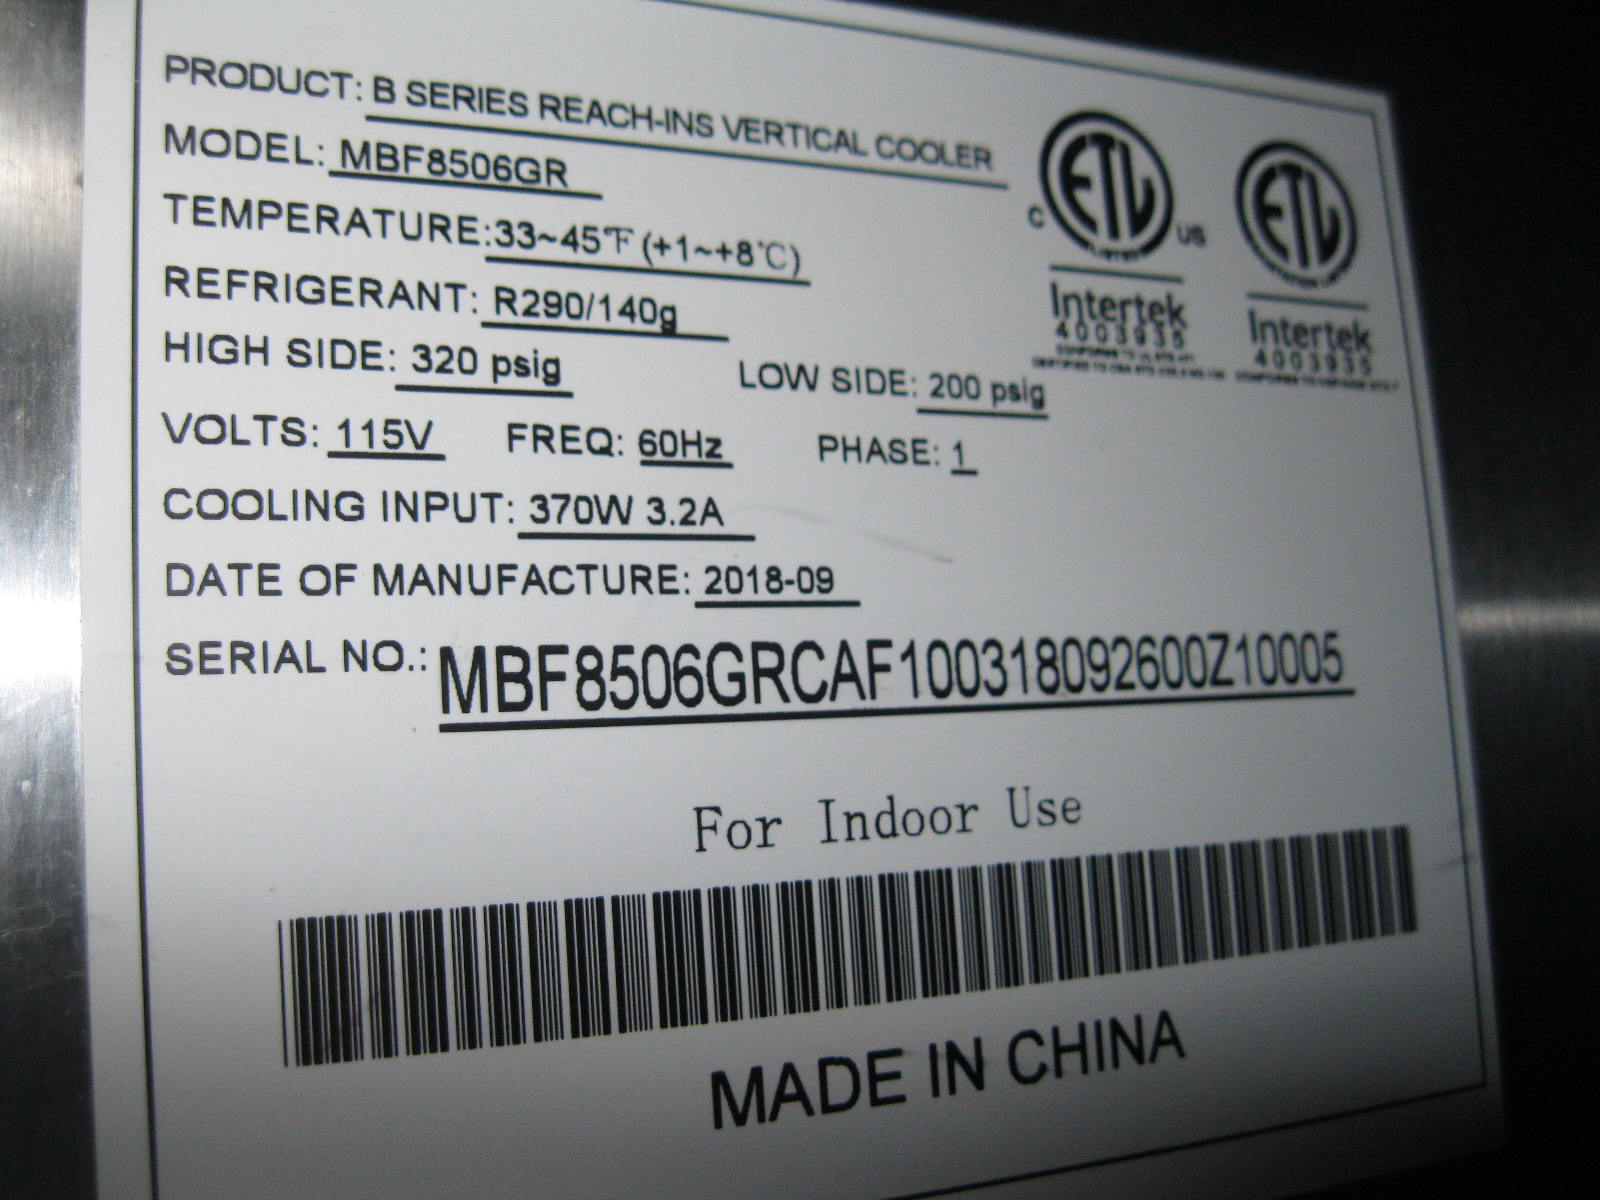 PRODUCT: B SERIES REACH-INS VERTICAL COOLER
MODEL: MBF8506GR
TEMPERATURE:33~45℉(+1~+8℃)
REFRIGERANT: R290/140g
HIGH SIDE: 320 psig LOW SIDE: 200 psig
VOLTS: 115V FREQ: 60Hz PHASE: 1
COOLING INPUT: 370W 3.2A
DATE OF MANUFACTURE: 2018-09
SERIAL NO.: MBF8506GRCAF100318092600Z10005
C ETL US
LISTED
Intertek
4003935
ETL
Intertek
4003935
For Indoor Use
MADE IN CHINA